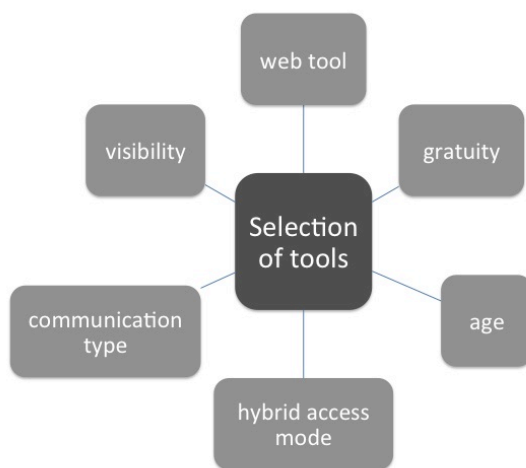 web tool
visibility
gratuity
Selection
of tools
communication
type
age
hybrid access
mode